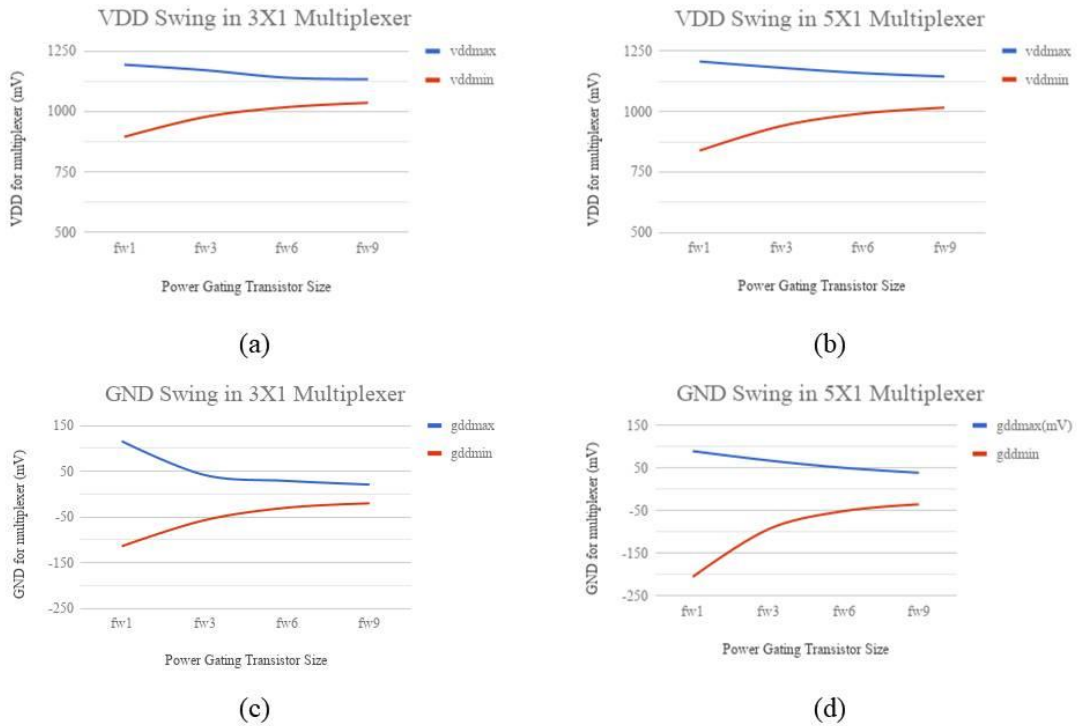 VDD Swing in 3X1 Multiplexer
vddmax
vddmin
VDD for multiplexer (mV)
1250
1000
750
500
fw1 fw3 fw6 fw9
Power Gating Transistor Size
(a)
VDD Swing in 5X1 Multiplexer
vddmax
vddmin
VDD for multiplexer (mV)
1250
1000
750
500
fw1 fw3 fw6 fw9
Power Gating Transistor Size
(b)
GND Swing in 3X1 Multiplexer
gddmax
gddmin
GND for multiplexer (mV)
150
50
-50
-150
-250
fw1 fw3 fw6 fw9
Power Gating Transistor Size
(c)
GND Swing in 5X1 Multiplexer
gddmax(mV)
gddmin
GND for multiplexer (mV)
150
50
-50
-150
-250
fw1 fw3 fw6 fw9
Power Gating Transistor Size
(d)